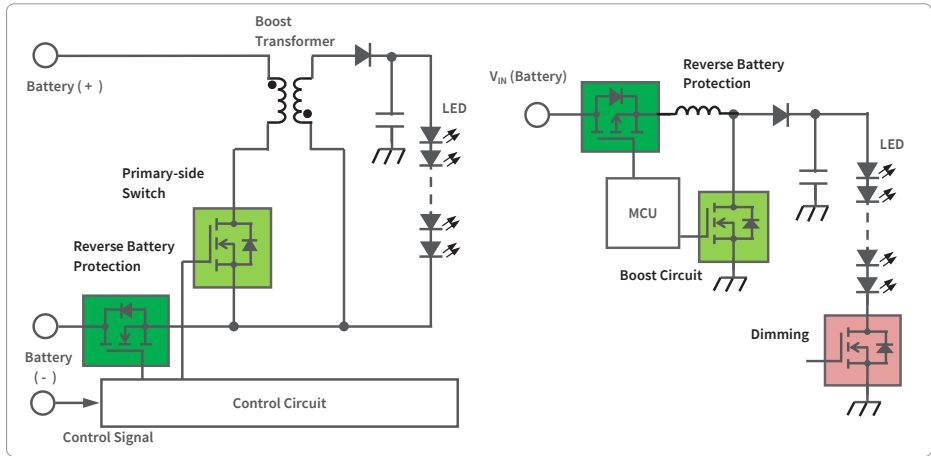 Boost
Transformer
Battery ( + )
LED
Primary-side
Switch
Reverse Battery
Protection
Battery
( - )
Control Circuit
Control Signal
Reverse Battery
Protection
VIN (Battery)
LED
MCU
Boost Circuit
Dimming